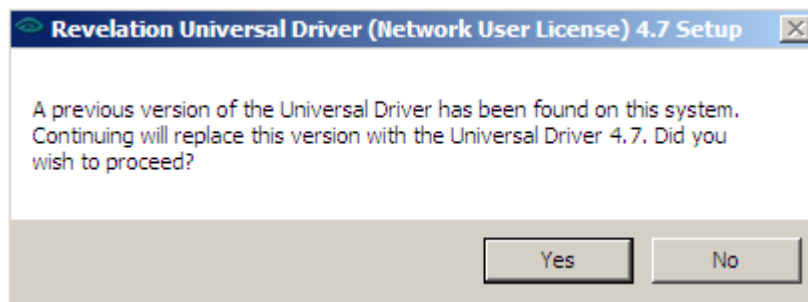 Revelation Universal Driver (Network User License) 4.7 Setup
A previous version of the Universal Driver has been found on this system.
Continuing will replace this version with the Universal Driver 4.7. Did you
wish to proceed?
Yes
No